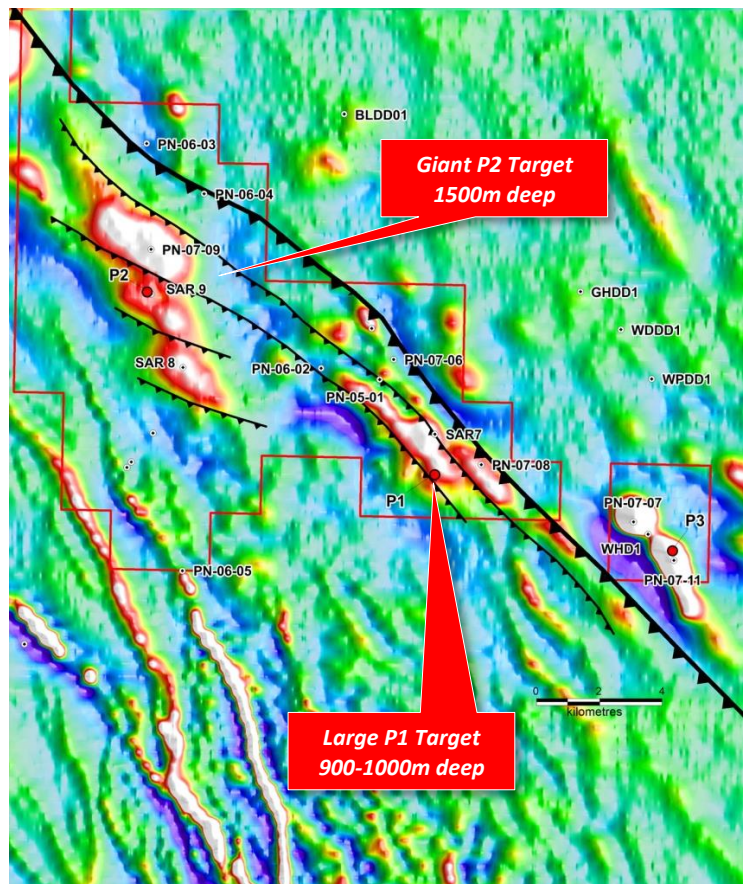 BLDD01
PN-06-03
Giant P2 Target
1500m deep
PN-06-04
PN-07-09
P2
SAR 9
GHDD1
WDDD1
PN-07-06
SAR 8
PN-06-02
WPDD1
PN-05-01
SAR7
PN-07-08
P1
PN-07-07
P3
WHD1
PN-07-11
PN-06-05
0 2 4
kilometres
Large P1 Target
900-1000m deep